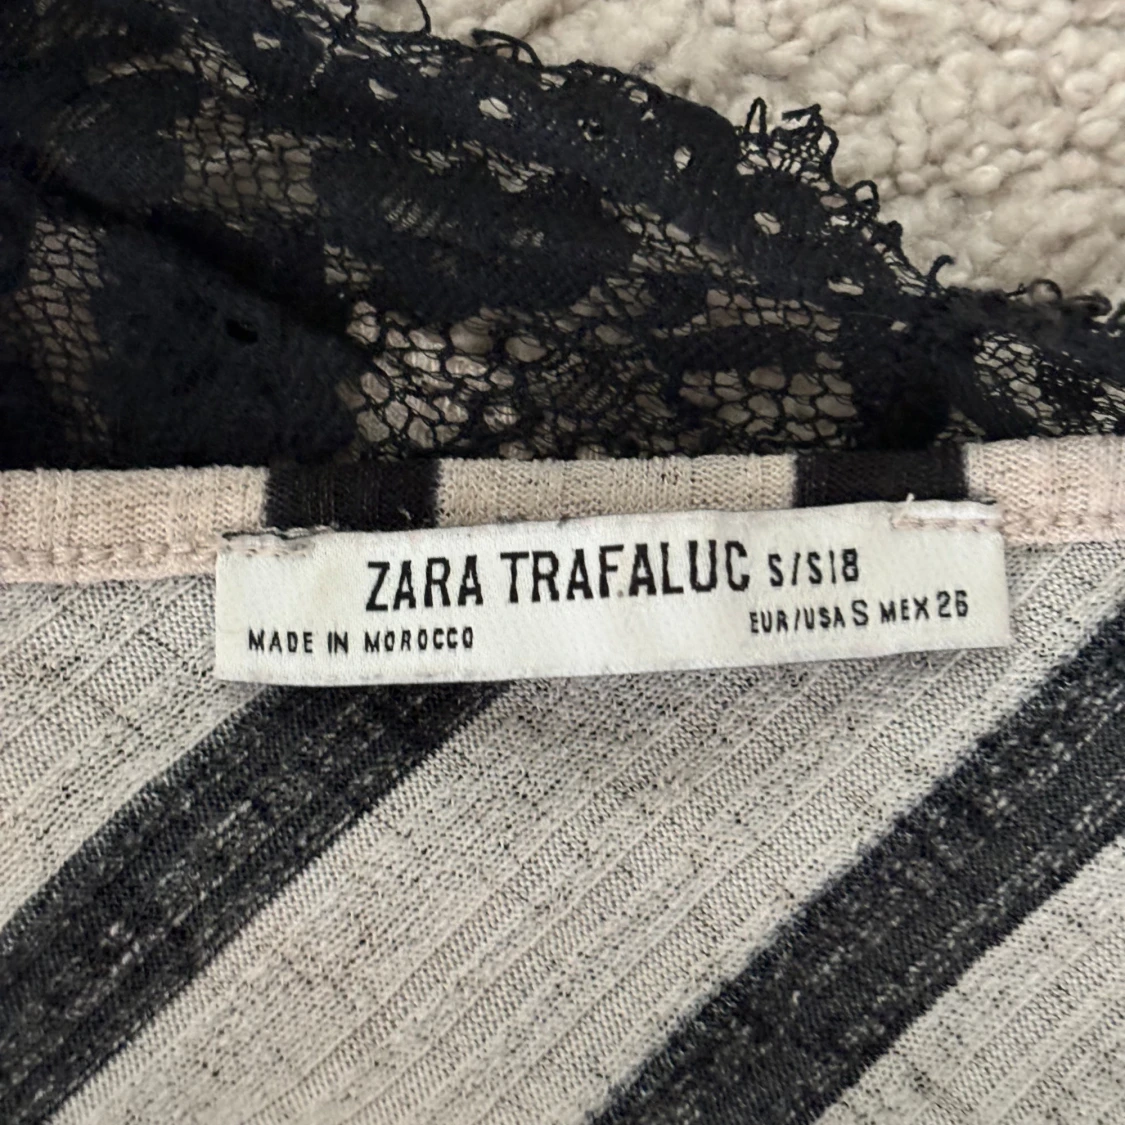 ZARA TRAFALUC S/S18
MADE IN MOROCCO EUR/USA S MEX 26